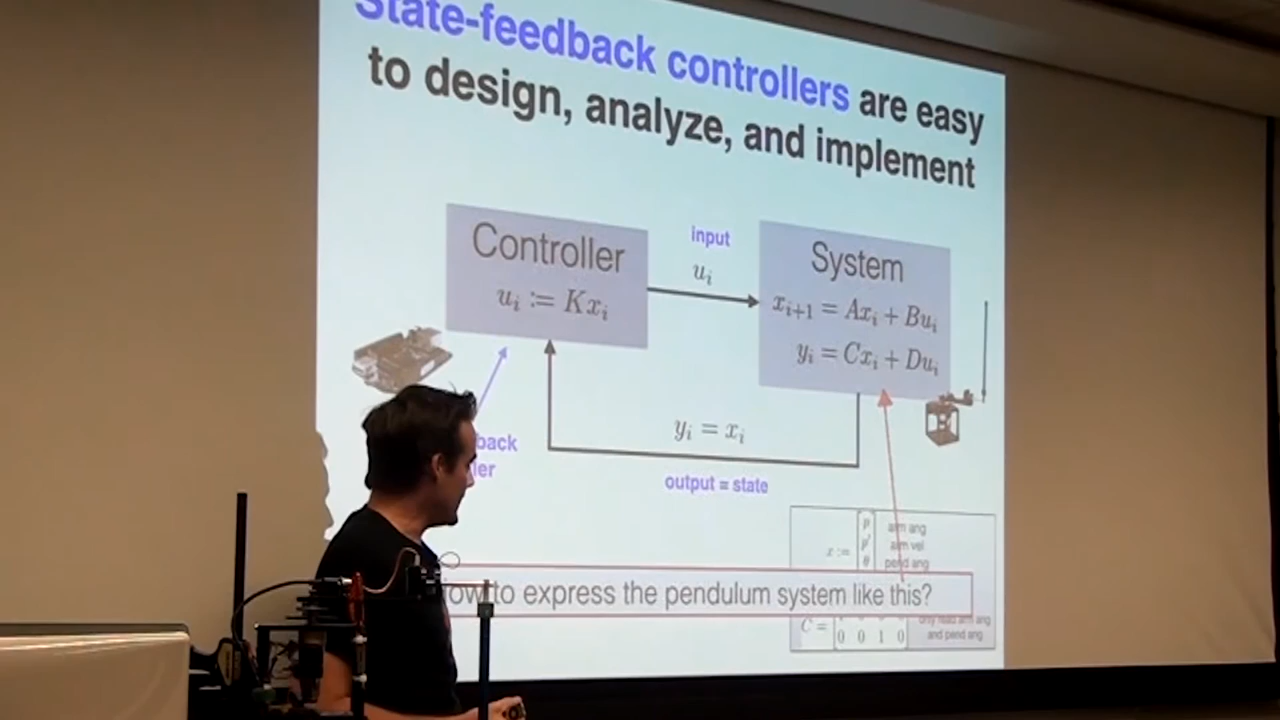 State-feedback controllers are easy
to design, analyze, and implement
Controller
u_i := Kx_i
input
u_i
System
x_{i+1} = Ax_i + Bu_i
y_i = Cx_i + Du_i
y_i = x_i
output = state
back
ler
x :=
p
p'
θ
arm ang
arm vel
pend ang
to express the pendulum system like this?
C =
0 0 1 0
only read arm ang
and pend ang